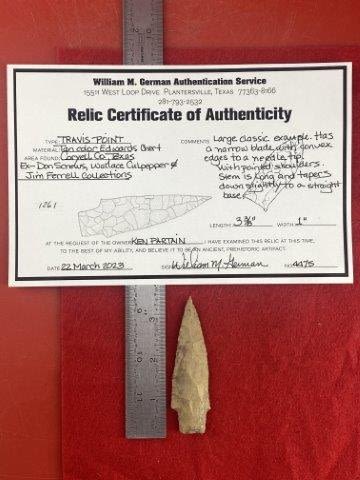 William M. German Authentication Service
15511 West Loop Drive Plantersville, Texas 77363-8166
281-793-2532
Relic Certificate of Authenticity
TYPE TRAVIS POINT
MATERIAL Tan color Edwards Chert
AREA FOUND Coryell Co. Texas
Ex- Don Scruws, Wallace Culpepper &
Jim Ferrell Collections
COMMENTS Large classic example. Has
a narrow blade with convex
edges to a needle tip.
With pointed shoulders.
Stem is long and tapers
down slightly to a straight
base.
1261
LENGTH 3 3/8" WIDTH 1"
AT THE REQUEST OF THE OWNER KEN PARTAIN I HAVE EXAMINED THIS RELIC AT THIS TIME,
TO THE BEST OF MY ABILITY, AND BELIEVE IT TO BE AN ANCIENT, PREHISTORIC ARTIFACT.
DATE 22 March 2023 William M. German NO. 4475